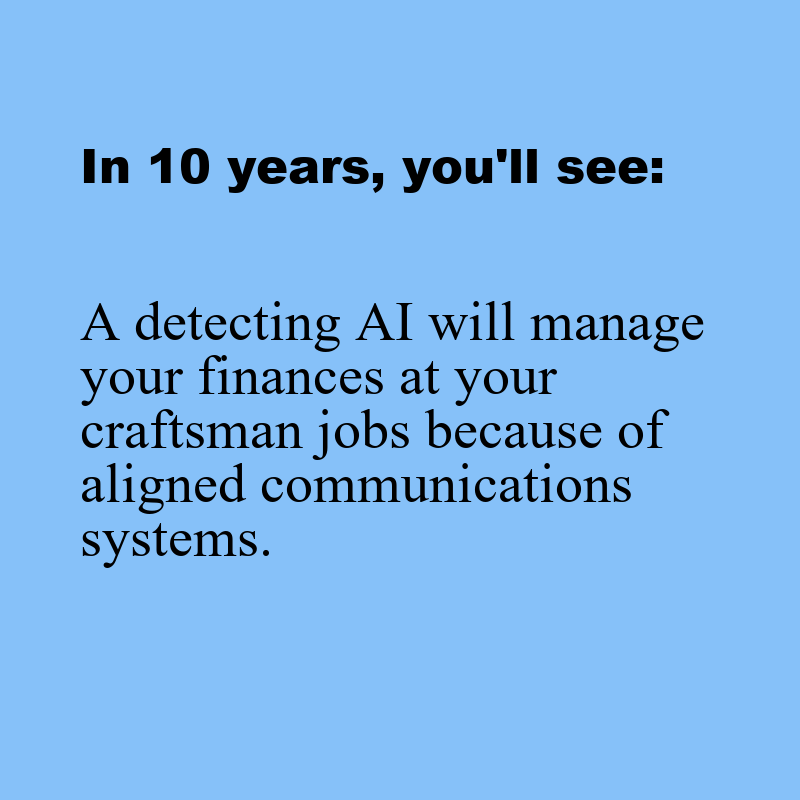 In 10 years, you'll see:
A detecting AI will manage
your finances at your
craftsman jobs because of
aligned communications
systems.